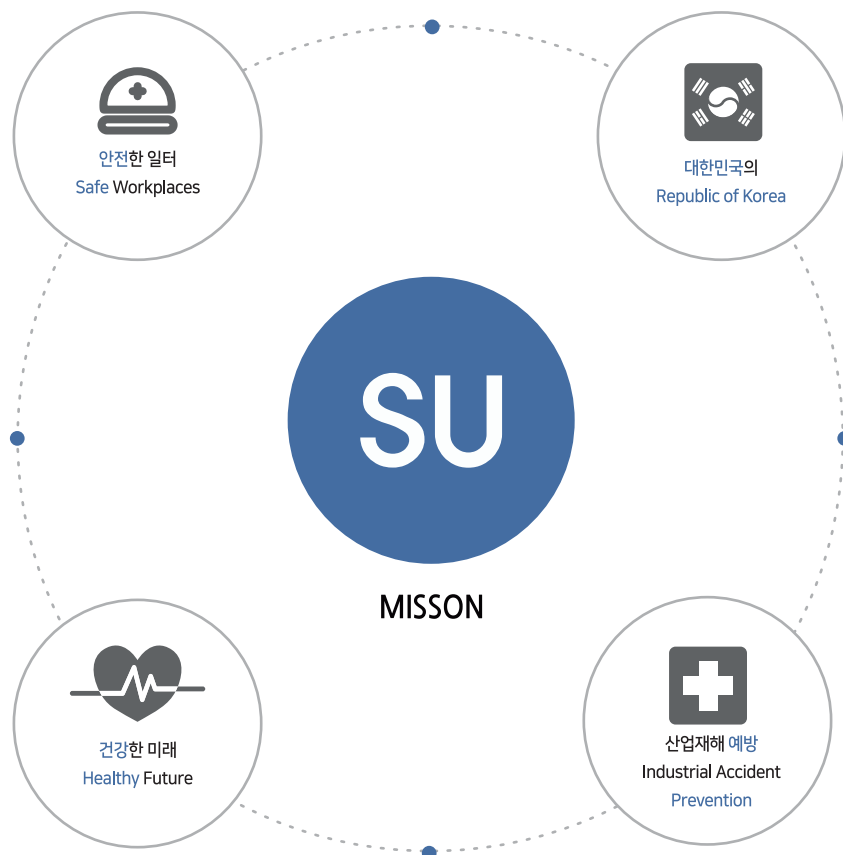 안전한 일터
Safe Workplaces
대한민국의
Republic of Korea
SU
MISSON
건강한 미래
Healthy Future
산업재해 예방
Industrial Accident
Prevention